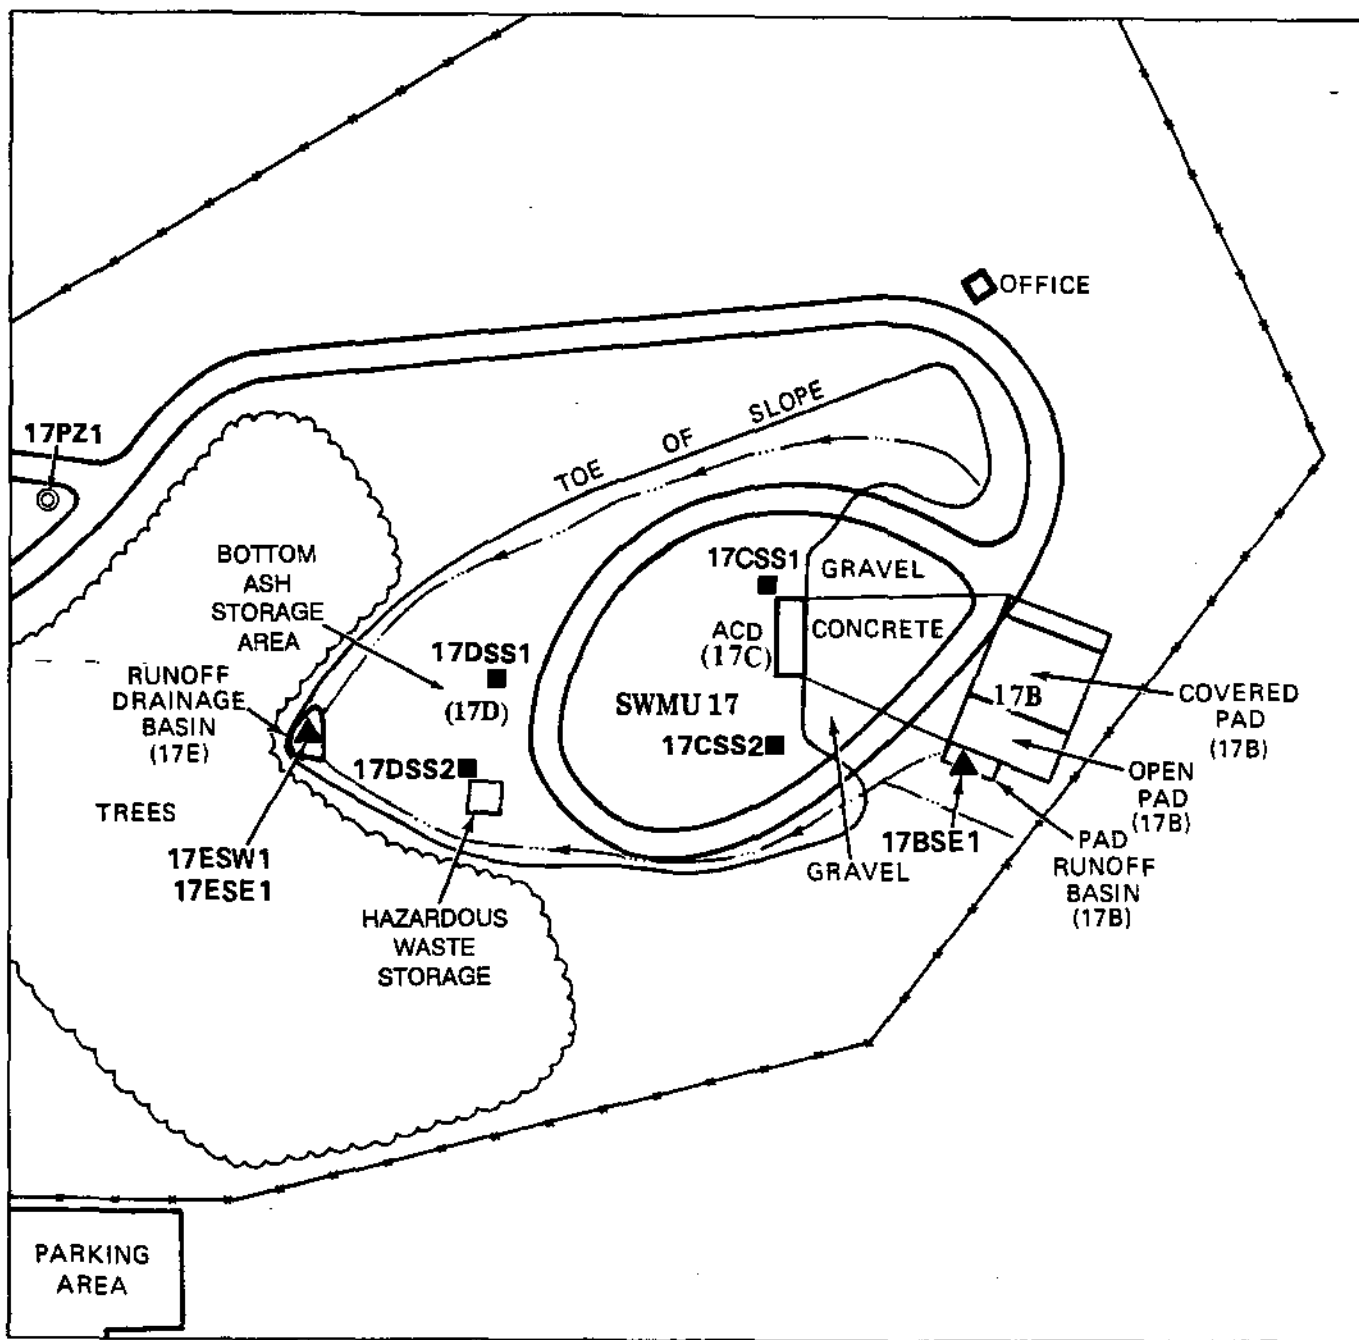 OFFICE
TOE OF SLOPE
17PZ1
BOTTOM
ASH
STORAGE
AREA
17CSS1
GRAVEL
ACD
(17C)
CONCRETE
17DSS1
(17D)
RUNOFF
DRAINAGE
BASIN
(17E)
SWMU 17
17B
COVERED
PAD
(17B)
17CSS2
17DSS2
OPEN
PAD
(17B)
TREES
17ESW1
17ESE1
17BSE1
PAD
RUNOFF
BASIN
(17B)
GRAVEL
HAZARDOUS
WASTE
STORAGE
PARKING
AREA